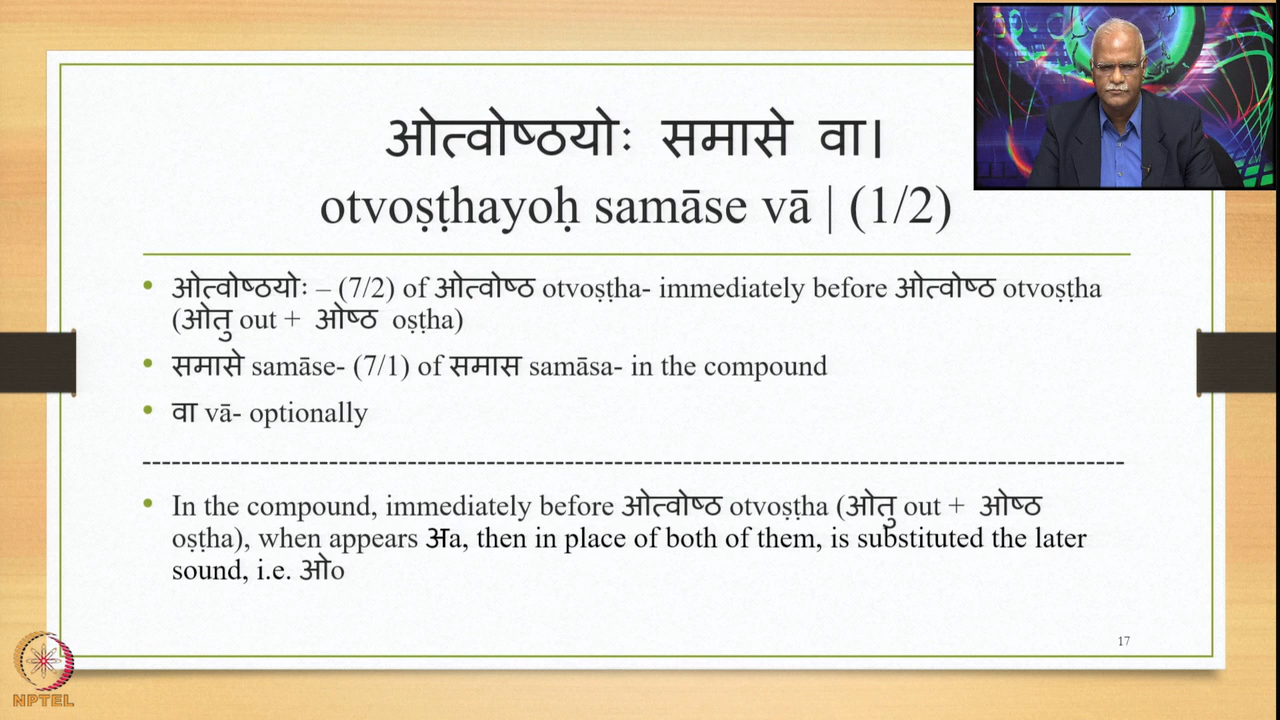 ओत्वोष्ठयोः समासे वा।
otvoṣṭhayoḥ samāse vā | (1/2)
• ओत्वोष्ठयोः – (7/2) of ओत्वोष्ठ otvoṣṭha- immediately before ओत्वोष्ठ otvoṣṭha
(ओतु out + ओष्ठ oṣṭha)
• समासे samāse- (7/1) of समास samāsa- in the compound
• वा vā- optionally
----------------------------------------------------------------------------------------------------
• In the compound, immediately before ओत्वोष्ठ otvoṣṭha (ओतु out + ओष्ठ
oṣṭha), when appears अa, then in place of both of them, is substituted the later
sound, i.e. ओo
17
NPTEL